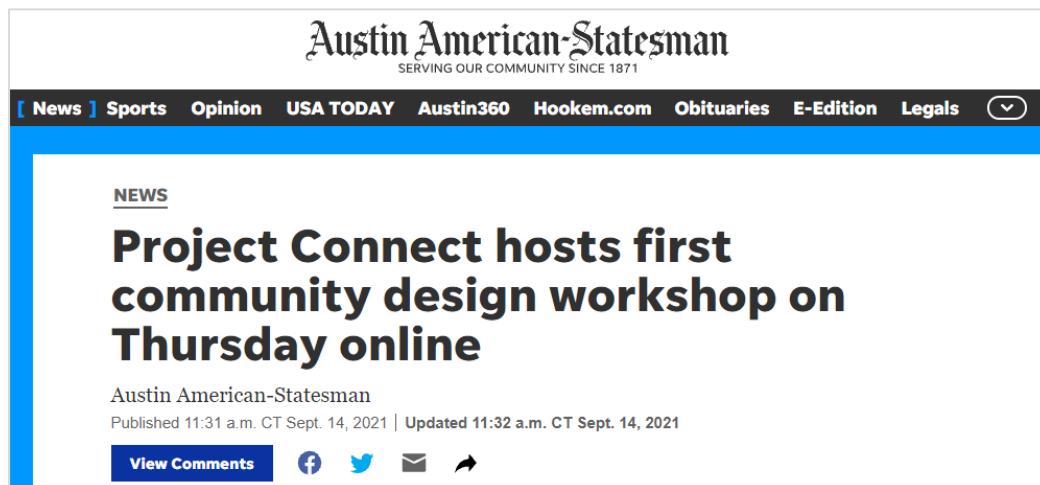 Austin American-Statesman
SERVING OUR COMMUNITY SINCE 1871
[ News ] Sports Opinion USA TODAY Austin360 Hookem.com Obituaries E-Edition Legals
NEWS
Project Connect hosts first
community design workshop on
Thursday online
Austin American-Statesman
Published 11:31 a.m. CT Sept. 14, 2021 | Updated 11:32 a.m. CT Sept. 14, 2021
View Comments